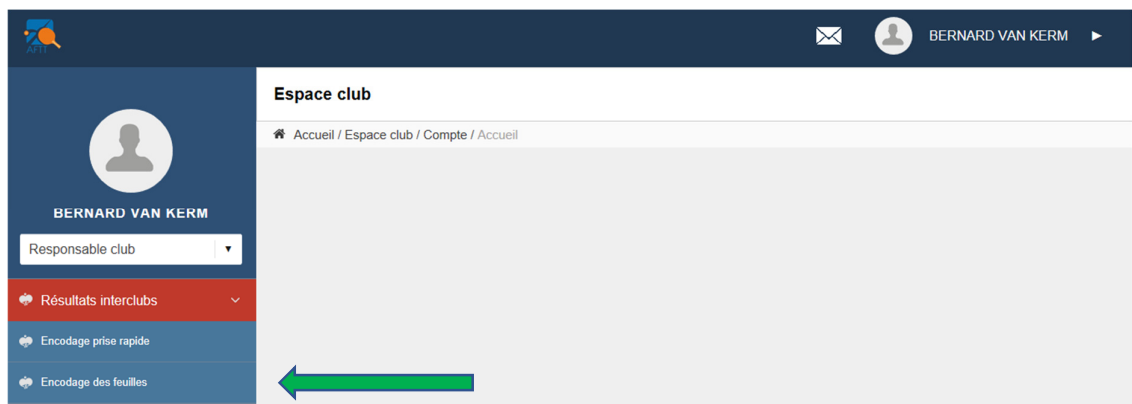 AFTT
BERNARD VAN KERM
Espace club
Accueil / Espace club / Compte / Accueil
BERNARD VAN KERM
Responsable club
Résultats interclubs
Encodage prise rapide
Encodage des feuilles